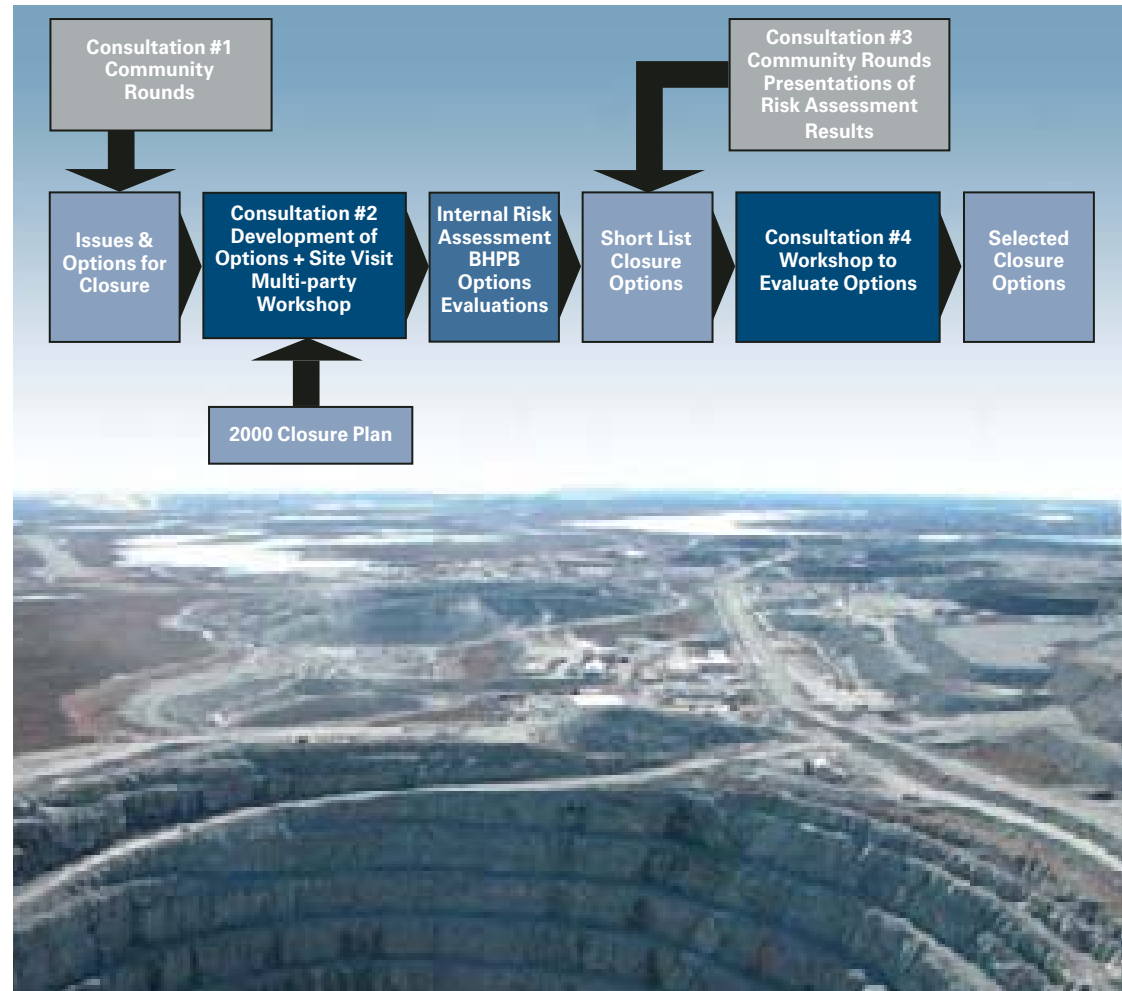 Consultation #1
Community
Rounds
Consultation #3
Community Rounds
Presentations of
Risk Assessment
Results
Issues &
Options for
Closure
Consultation #2
Development of
Options + Site Visit
Multi-party
Workshop
Internal Risk
Assessment
BHPB
Options
Evaluations
Short List
Closure
Options
Consultation #4
Workshop to
Evaluate Options
Selected
Closure
Options
2000 Closure Plan